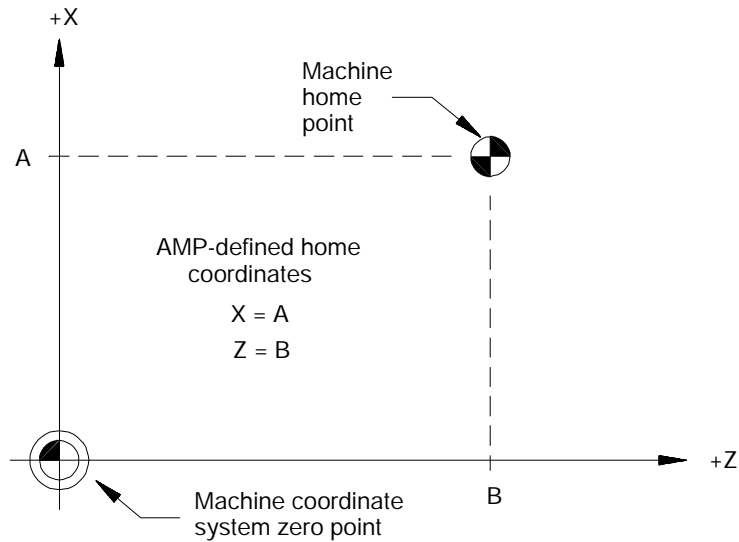 +X
Machine
home
point
A
AMP-defined home
coordinates
X = A
Z = B
+Z
B
Machine coordinate
system zero point